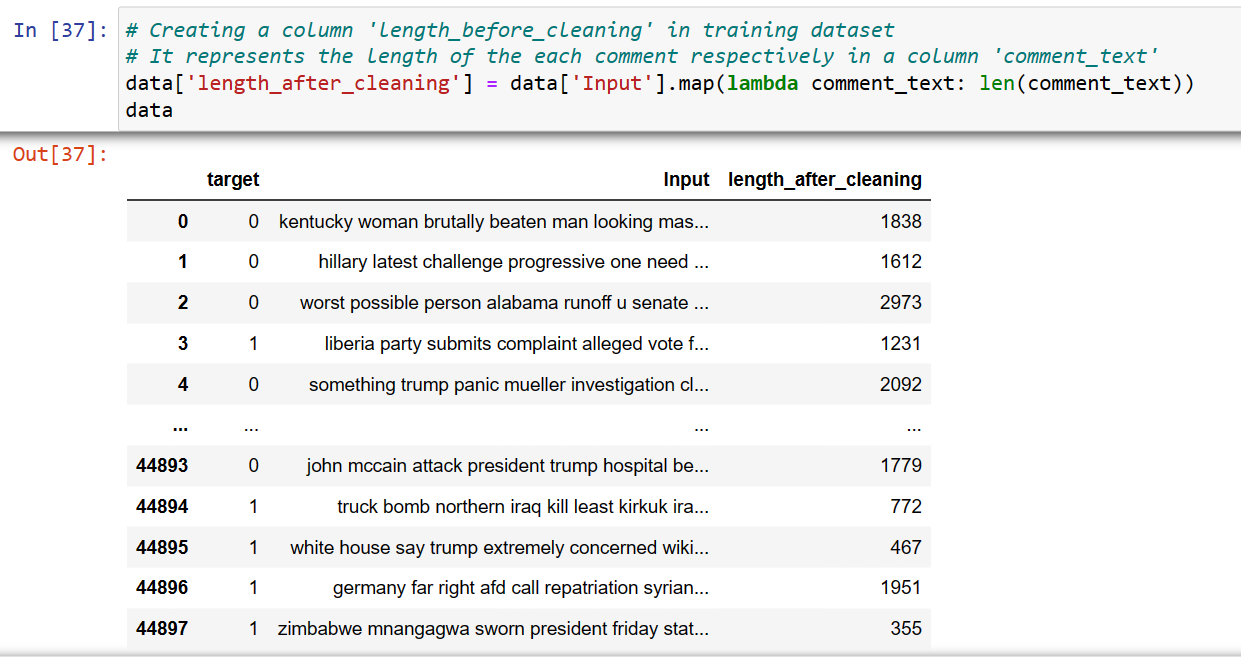 In [37]: # Creating a column 'length_before_cleaning' in training dataset
# It represents the length of the each comment respectively in a column 'comment_text'
data['length_after_cleaning'] = data['Input'].map(lambda comment_text: len(comment_text))
data
Out[37]:
target Input length_after_cleaning
0 0 kentucky woman brutally beaten man looking mas... 1838
1 0 hillary latest challenge progressive one need ... 1612
2 0 worst possible person alabama runoff u senate ... 2973
3 1 liberia party submits complaint alleged vote f... 1231
4 0 something trump panic mueller investigation cl... 2092
... ... ... ...
44893 0 john mccain attack president trump hospital be... 1779
44894 1 truck bomb northern iraq kill least kirkuk ira... 772
44895 1 white house say trump extremely concerned wiki... 467
44896 1 germany far right afd call repatriation syrian... 1951
44897 1 zimbabwe mnangagwa sworn president friday stat... 355